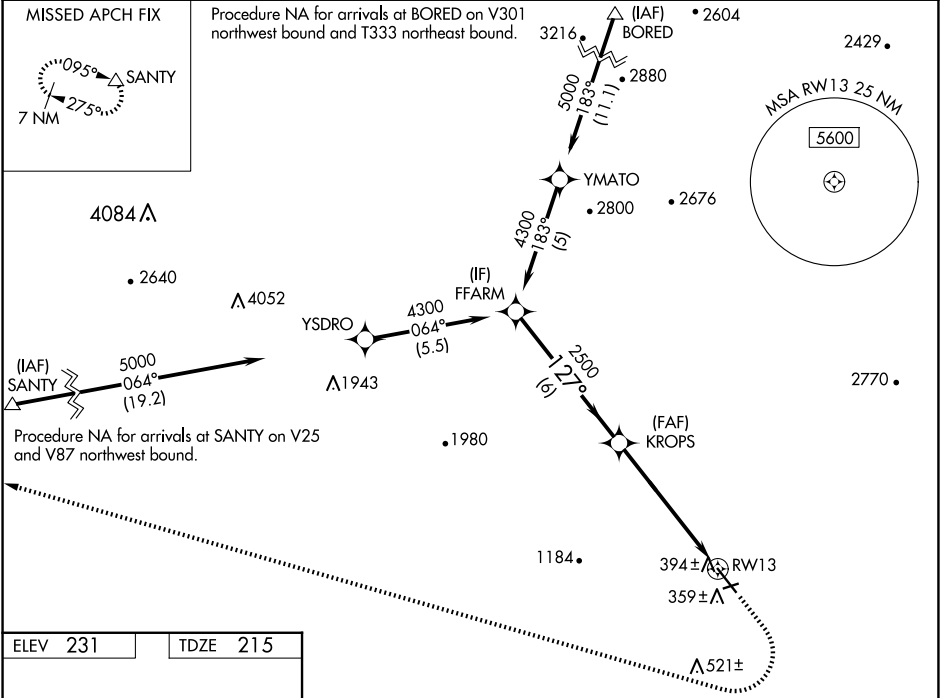 MISSED APCH FIX
095°
SANTY
275°
7 NM
Procedure NA for arrivals at BORED on V301
northwest bound and T333 northeast bound.
(IAF)
BORED
2604
3216
2880
2429
5000
183°
(11.1)
MSA RW13 25 NM
5600
YMATO
2800
2676
4300
183°
(5)
4084
2640
4052
(IF)
FFARM
YSDRO
4300
064°
(5.5)
(IAF)
SANTY
5000
064°
(19.2)
1943
2500
127°
(6)
2770
Procedure NA for arrivals at SANTY on V25
and V87 northwest bound.
1980
(FAF)
KROPS
1184
394±
RW13
359±
521±
ELEV 231
TDZE 215